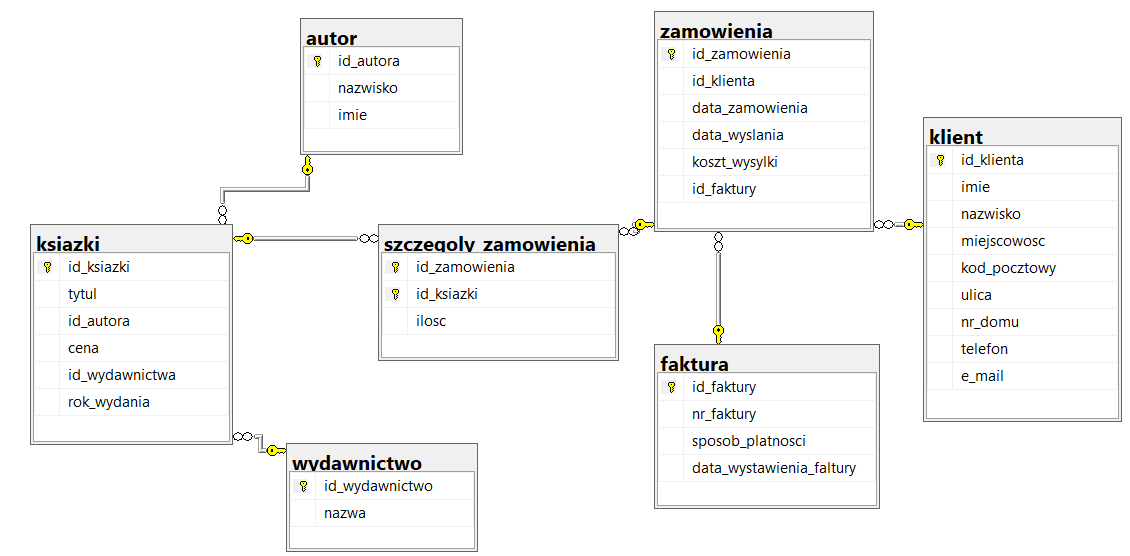 autor
id_autora
nazwisko
imie
zamowienia
id_zamowienia
id_klienta
data_zamowienia
data_wyslania
koszt_wysylki
id_faktury
klient
id_klienta
imie
nazwisko
miejscowosc
kod_pocztowy
ulica
nr_domu
telefon
e_mail
ksiazki
id_ksiazki
tytul
id_autora
cena
id_wydawnictwa
rok_wydania
szczegoly_zamowienia
id_zamowienia
id_ksiazki
ilosc
faktura
id_faktury
nr_faktury
sposob_platnosci
data_wystawienia_faltury
wydawnictwo
id_wydawnictwo
nazwa